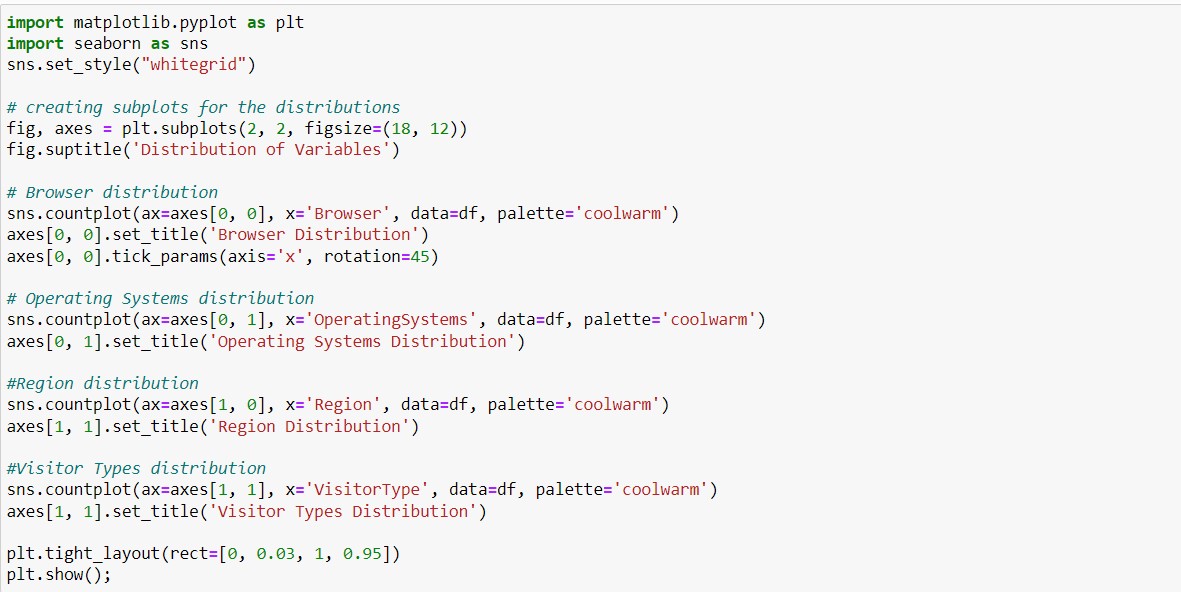 import matplotlib.pyplot as plt
import seaborn as sns
sns.set_style("whitegrid")
# creating subplots for the distributions
fig, axes = plt.subplots(2, 2, figsize=(18, 12))
fig.suptitle('Distribution of Variables')
# Browser distribution
sns.countplot(ax=axes[0, 0], x='Browser', data=df, palette='coolwarm')
axes[0, 0].set_title('Browser Distribution')
axes[0, 0].tick_params(axis='x', rotation=45)
# Operating Systems distribution
sns.countplot(ax=axes[0, 1], x='OperatingSystems', data=df, palette='coolwarm')
axes[0, 1].set_title('Operating Systems Distribution')
#Region distribution
sns.countplot(ax=axes[1, 0], x='Region', data=df, palette='coolwarm')
axes[1, 1].set_title('Region Distribution')
#Visitor Types distribution
sns.countplot(ax=axes[1, 1], x='VisitorType', data=df, palette='coolwarm')
axes[1, 1].set_title('Visitor Types Distribution')
plt.tight_layout(rect=[0, 0.03, 1, 0.95])
plt.show();